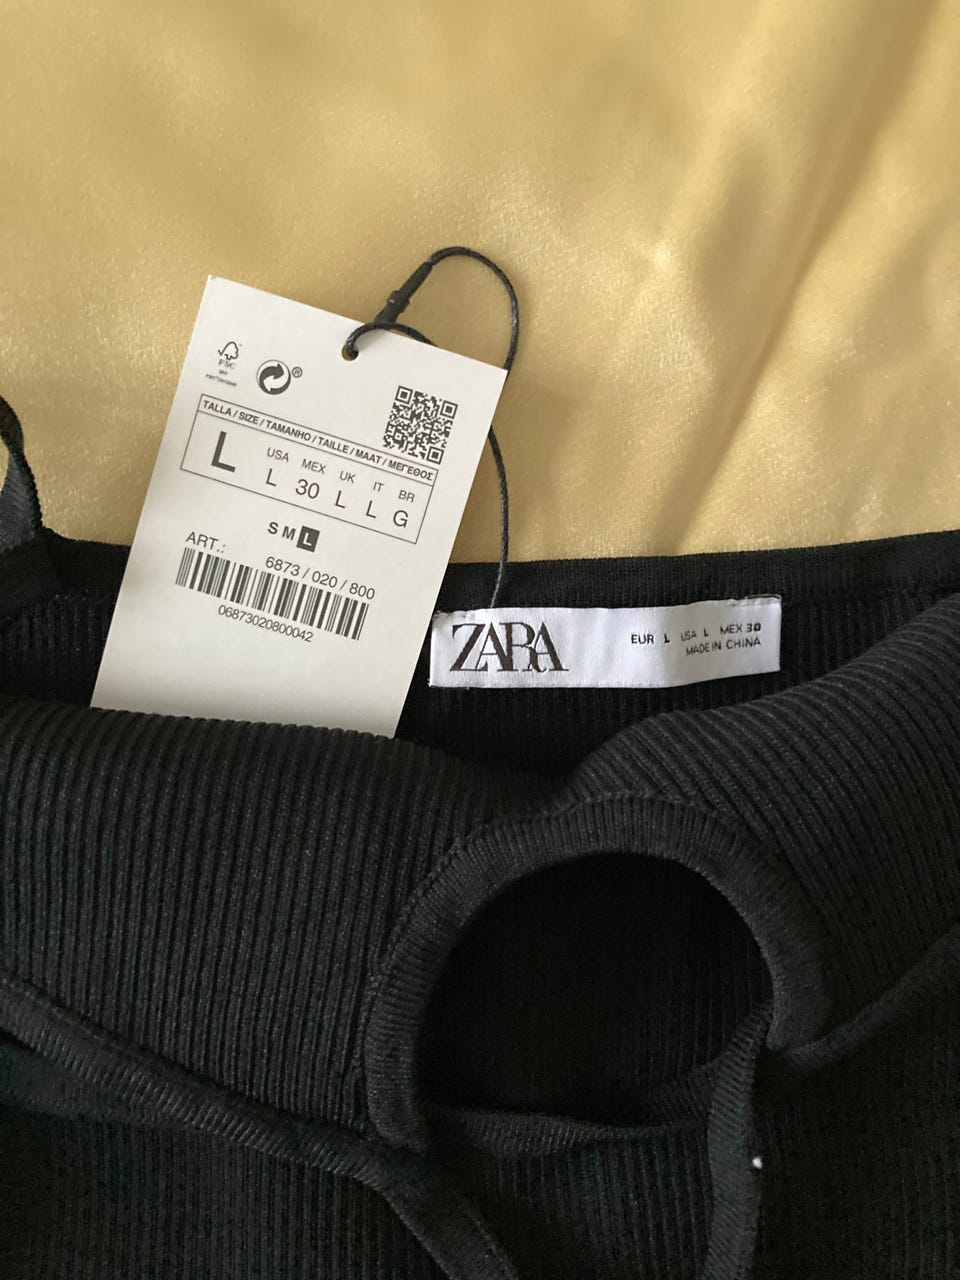 FSC
®
TALLA / SIZE / TAMANHO / TAILLE / MAAT / ΜΕΓΕΘΟΣ
L
USA MEX UK IT BR
L 30 L L G
S M L
ART.:
6873 / 020 / 800
06873020800042
ZARA
EUR L USA L MEX 30
MADE IN CHINA